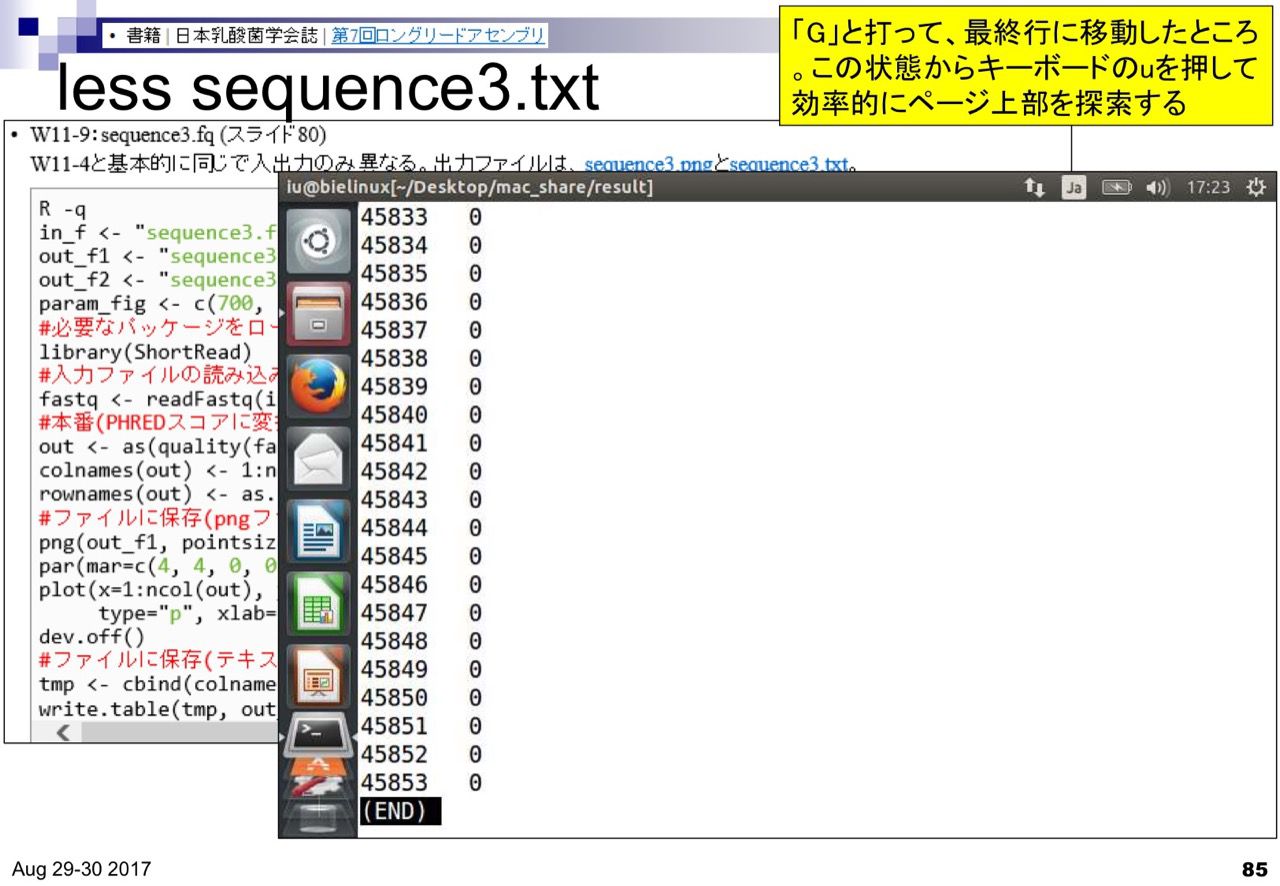 • 書籍 | 日本乳酸菌学会誌 | 第7回ロングリードアセンブリ
less sequence3.txt
「G」と打って、最終行に移動したところ
。この状態からキーボードのuを押して
効率的にページ上部を探索する
• W11-9：sequence3.fq (スライド80)
W11-4と基本的に同じで入出力のみ異なる。出力ファイルは、sequence3.pngとsequence3.txt。
R -q
in_f <- "sequence3.f
out_f1 <- "sequence3
out_f2 <- "sequence3
param_fig <- c(700,
#必要なパッケージをロー
library(ShortRead)
#入力ファイルの読み込み
fastq <- readFastq(i
#本番(PHREDスコアに変
out <- as(quality(fa
colnames(out) <- 1:n
rownames(out) <- as.
#ファイルに保存(pngフ
png(out_f1, pointsiz
par(mar=c(4, 4, 0, 0
plot(x=1:ncol(out),
type="p", xlab=
dev.off()
#ファイルに保存(テキス
tmp <- cbind(colname
write.table(tmp, out
iu@bielinux[~/Desktop/mac_share/result]
Ja
17:23
45833 0
45834 0
45835 0
45836 0
45837 0
45838 0
45839 0
45840 0
45841 0
45842 0
45843 0
45844 0
45845 0
45846 0
45847 0
45848 0
45849 0
45850 0
45851 0
45852 0
45853 0
(END)
Aug 29-30 2017
85